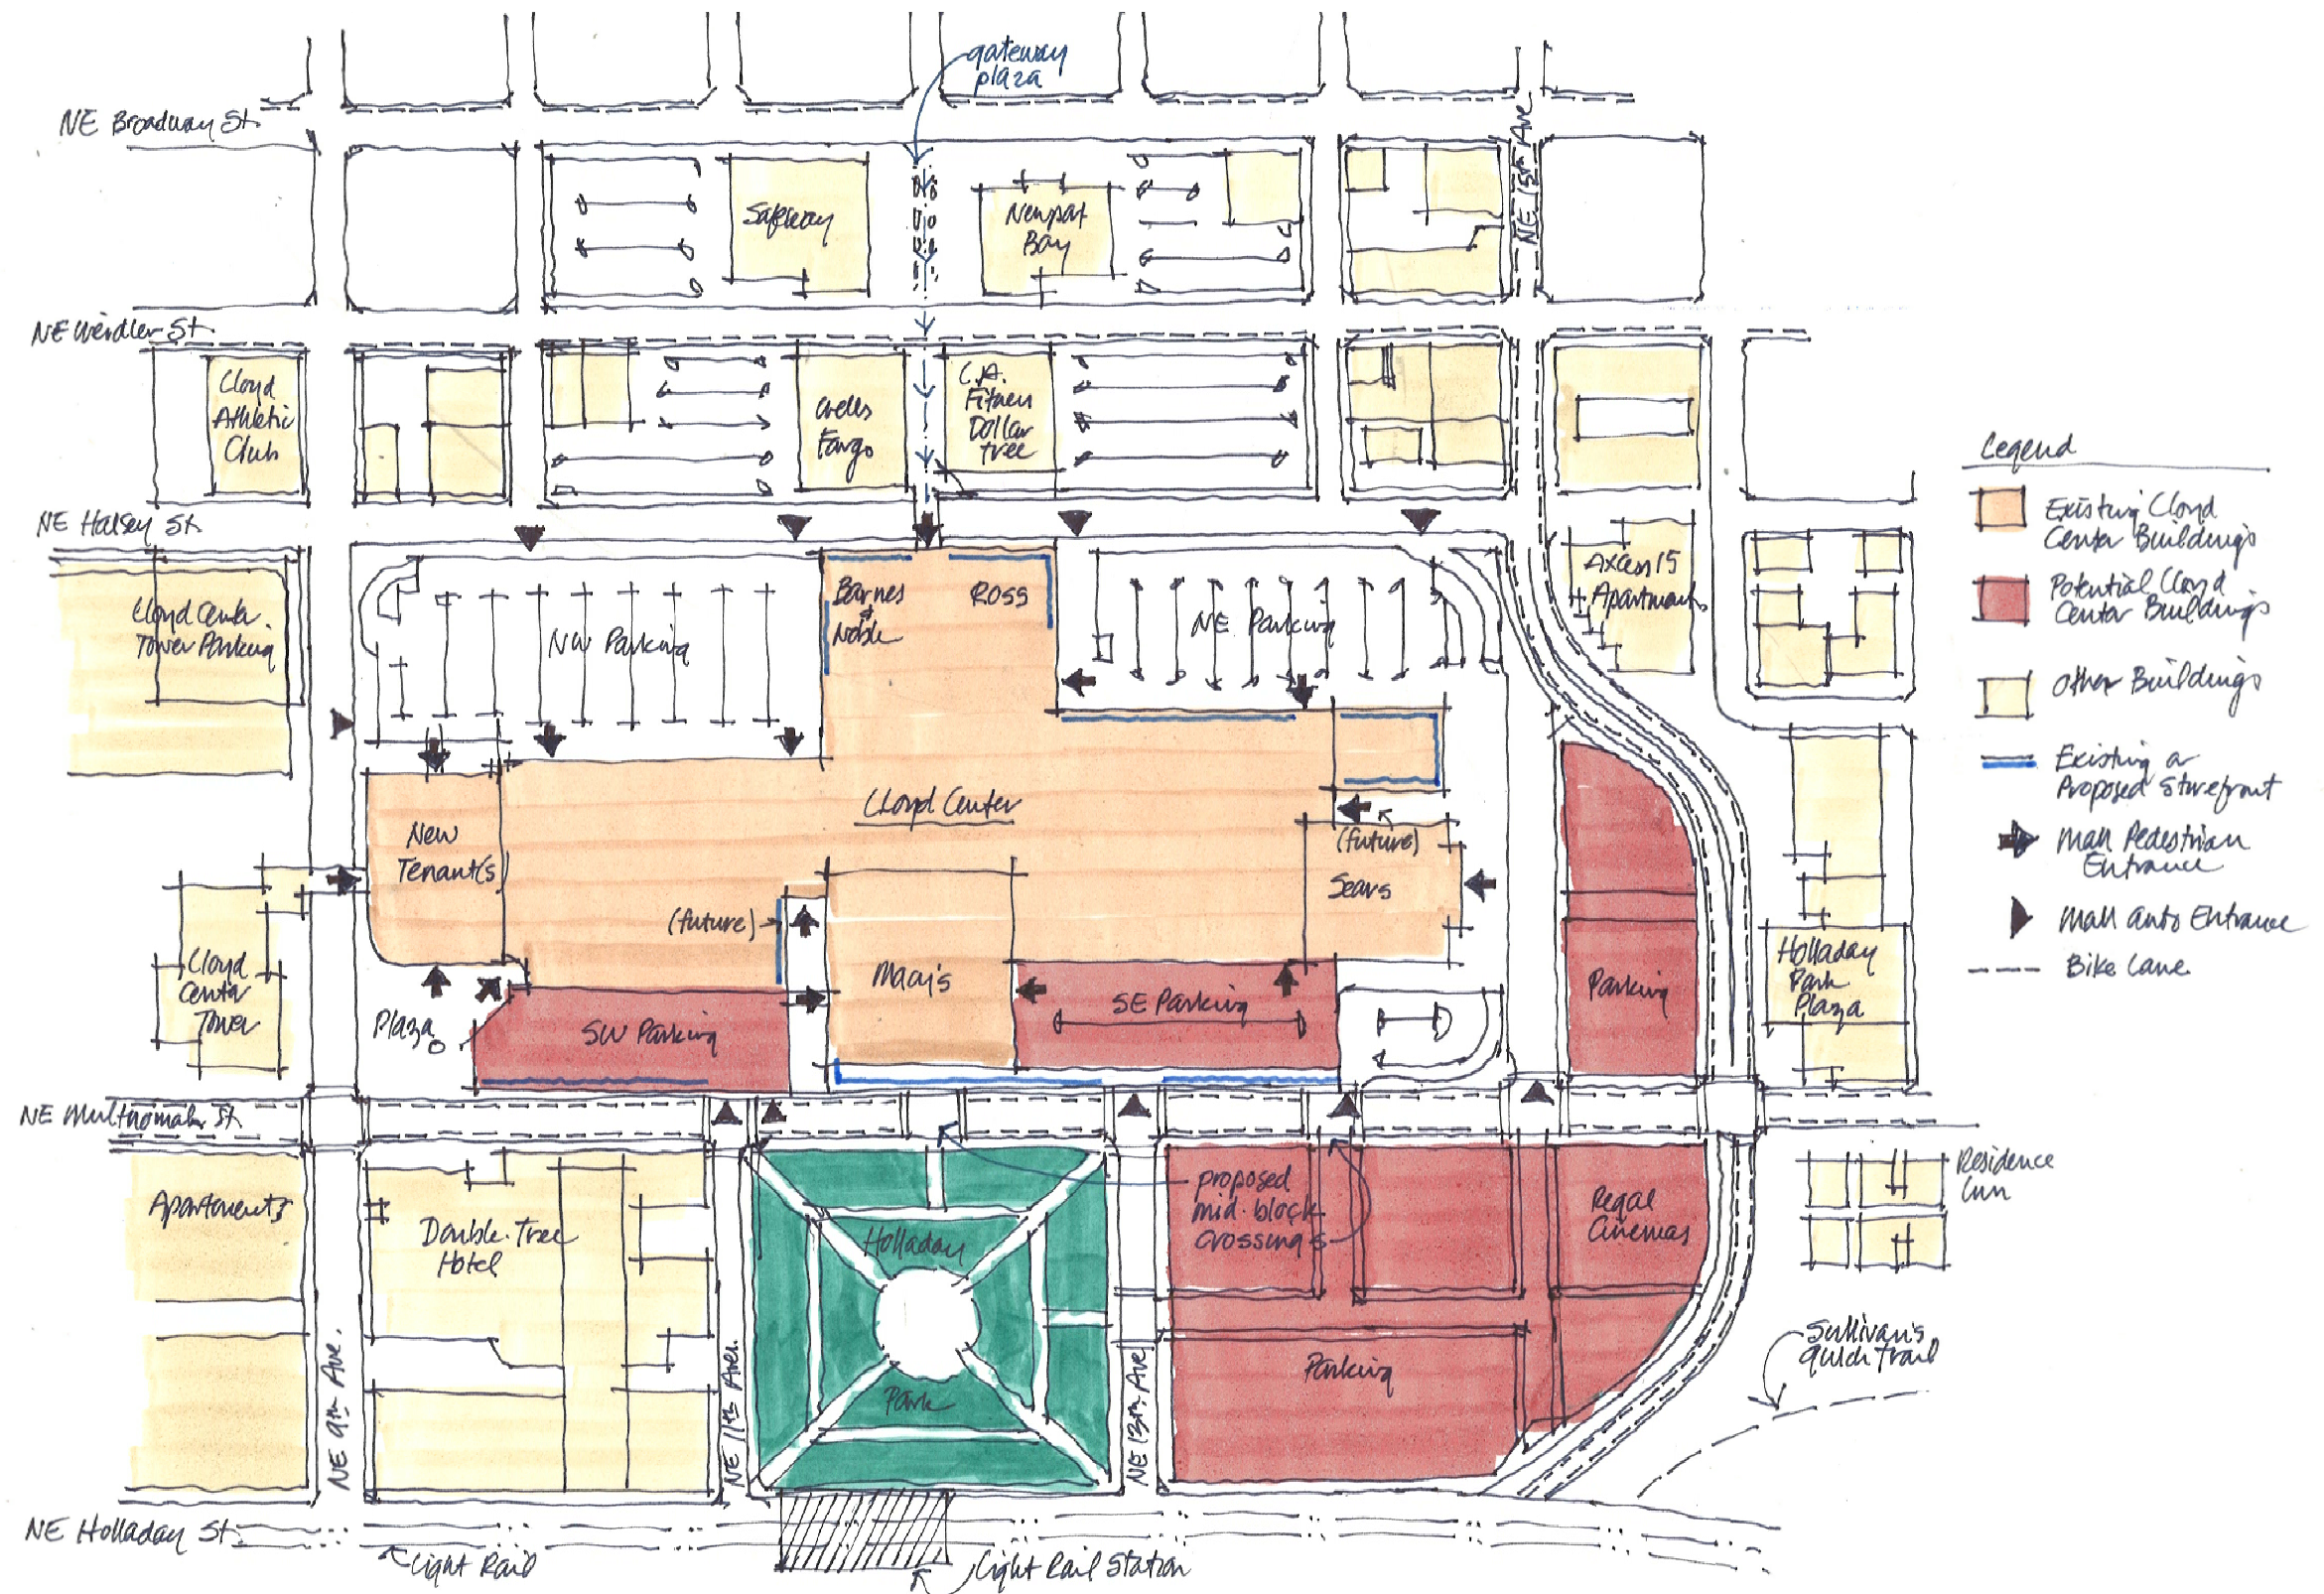 gateway
plaza
NE Broadway St.
NE 15th Ave
Safeway
Newport
Bay
NE Weidler St.
Lloyd
Athletic
Club
Wells
Fargo
L.A.
Fitness
Dollar
Tree
Legend
Existing Lloyd
Center Buildings
Potential Lloyd
Center Buildings
Other Buildings
Existing or
Proposed Storefront
Mall Pedestrian
Entrance
Mall Auto Entrance
Bike Lane
NE Halsey St.
Lloyd Center
Tower Parking
NW Parking
Barnes
&
Noble
ROSS
NE Parking
Axcess 15
Apartments
Lloyd Center
New
Tenant(s)
(future)
Sears
(future)
Macy's
Lloyd
Center
Tower
Plaza
SW Parking
SE Parking
Parking
Holladay
Park
Plaza
NE Multnomah St.
Apartments
Double-Tree
Hotel
Holladay
Park
proposed
mid-block
crossings
Regal
Cinemas
Residence
Inn
Parking
Sullivan's
gulch trail
NE 9th Ave.
NE 11th Ave.
NE 13th Ave
NE Holladay St.
Light Rail
Light Rail Station